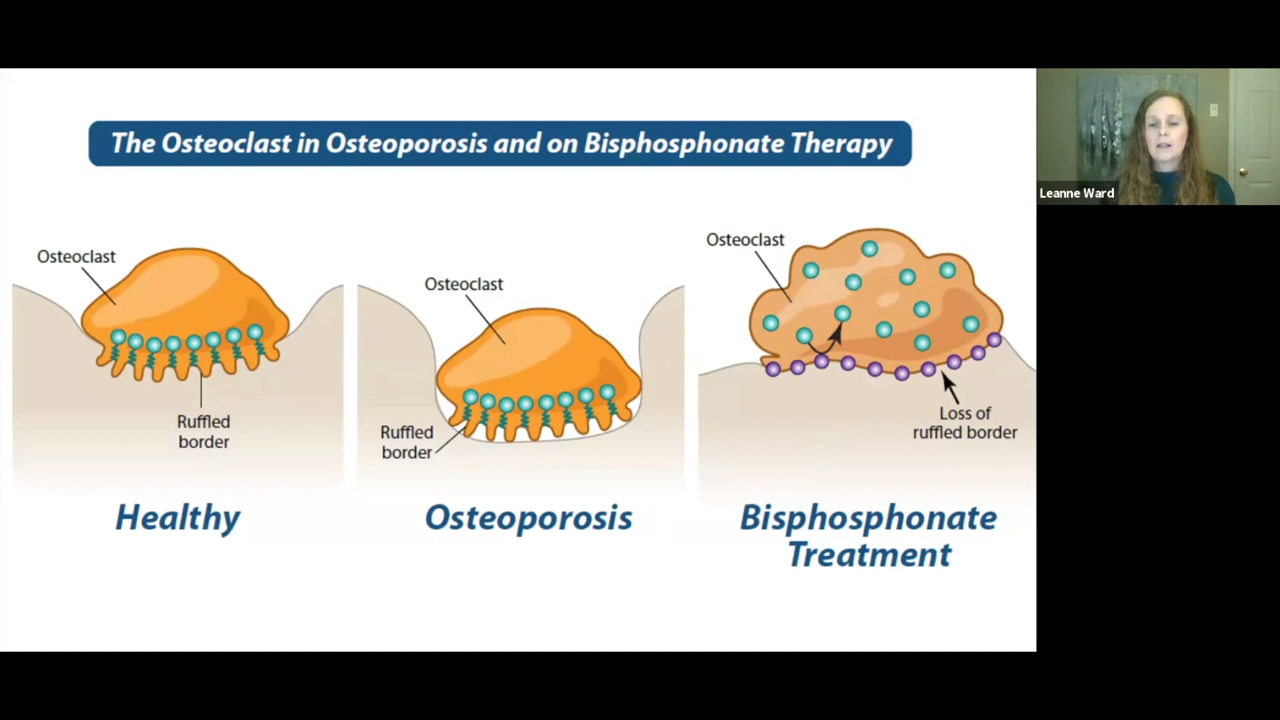 The Osteoclast in Osteoporosis and on Bisphosphonate Therapy
Leanne Ward
Osteoclast
Ruffled
border
Healthy
Osteoclast
Ruffled
border
Osteoporosis
Osteoclast
Loss of
ruffled border
Bisphosphonate
Treatment